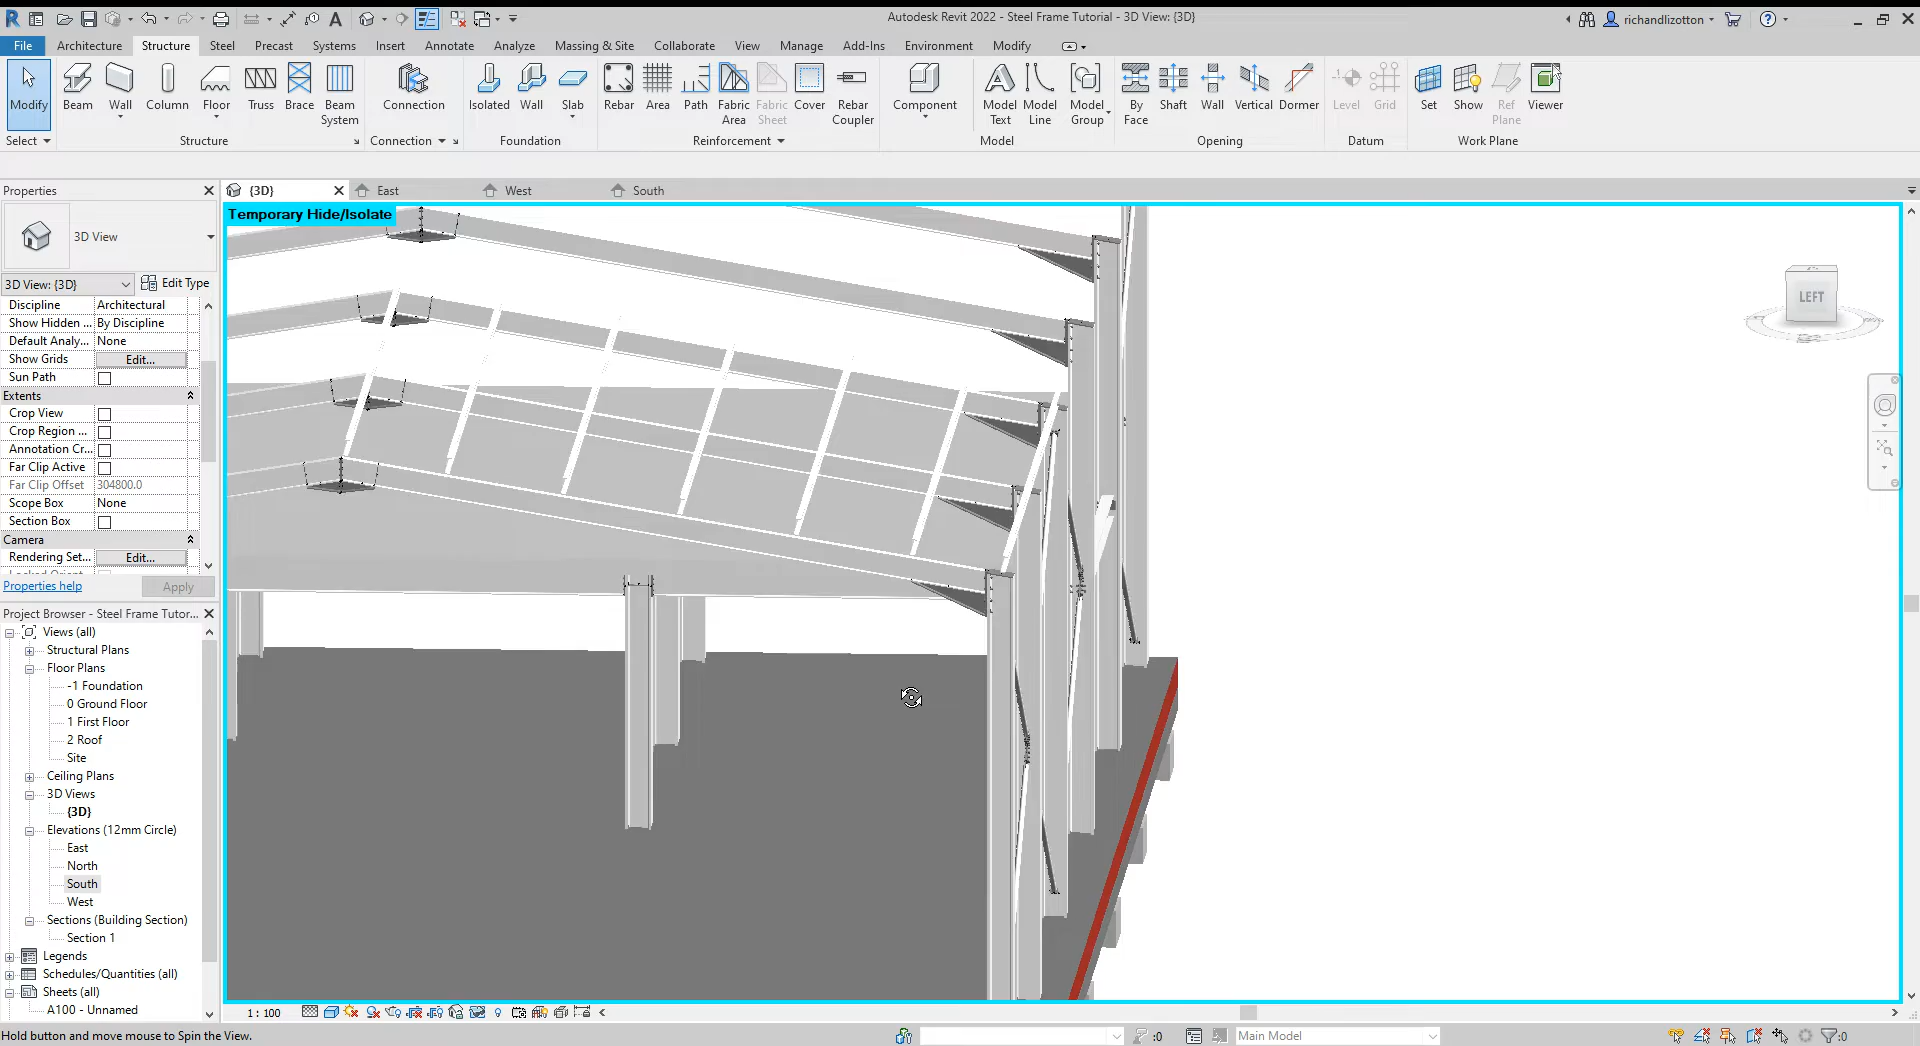 Autodesk Revit 2022 - Steel Frame Tutorial - 3D View: {3D}
richandlizotton
File Architecture Structure Steel Precast Systems Insert Annotate Analyze Massing & Site Collaborate View Manage Add-Ins Environment Modify
Modify Beam Wall Column Floor Truss Brace Beam System Connection Isolated Wall Slab Rebar Area Path Fabric Area Fabric Sheet Cover Rebar Coupler Component Model Text Model Line Model Group By Face Shaft Wall Vertical Dormer Level Grid Set Show Ref Plane Viewer
Select Structure Connection Foundation Reinforcement Model Opening Datum Work Plane
Properties
{3D} East West South
Temporary Hide/Isolate
3D View
3D View: {3D} Edit Type
Discipline Architectural
Show Hidden ... By Discipline
Default Analy... None
Show Grids Edit...
Sun Path
Extents
Crop View
Crop Region ...
Annotation Cr...
Far Clip Active
Far Clip Offset 304800.0
Scope Box None
Section Box
Camera
Rendering Set... Edit...
Properties help Apply
LEFT
Project Browser - Steel Frame Tutor...
Views (all)
Structural Plans
Floor Plans
-1 Foundation
0 Ground Floor
1 First Floor
2 Roof
Site
Ceiling Plans
3D Views
{3D}
Elevations (12mm Circle)
East
North
South
West
Sections (Building Section)
Section 1
Legends
Schedules/Quantities (all)
Sheets (all)
A100 - Unnamed
1 : 100
Hold button and move mouse to Spin the View.
:0
Main Model
:0